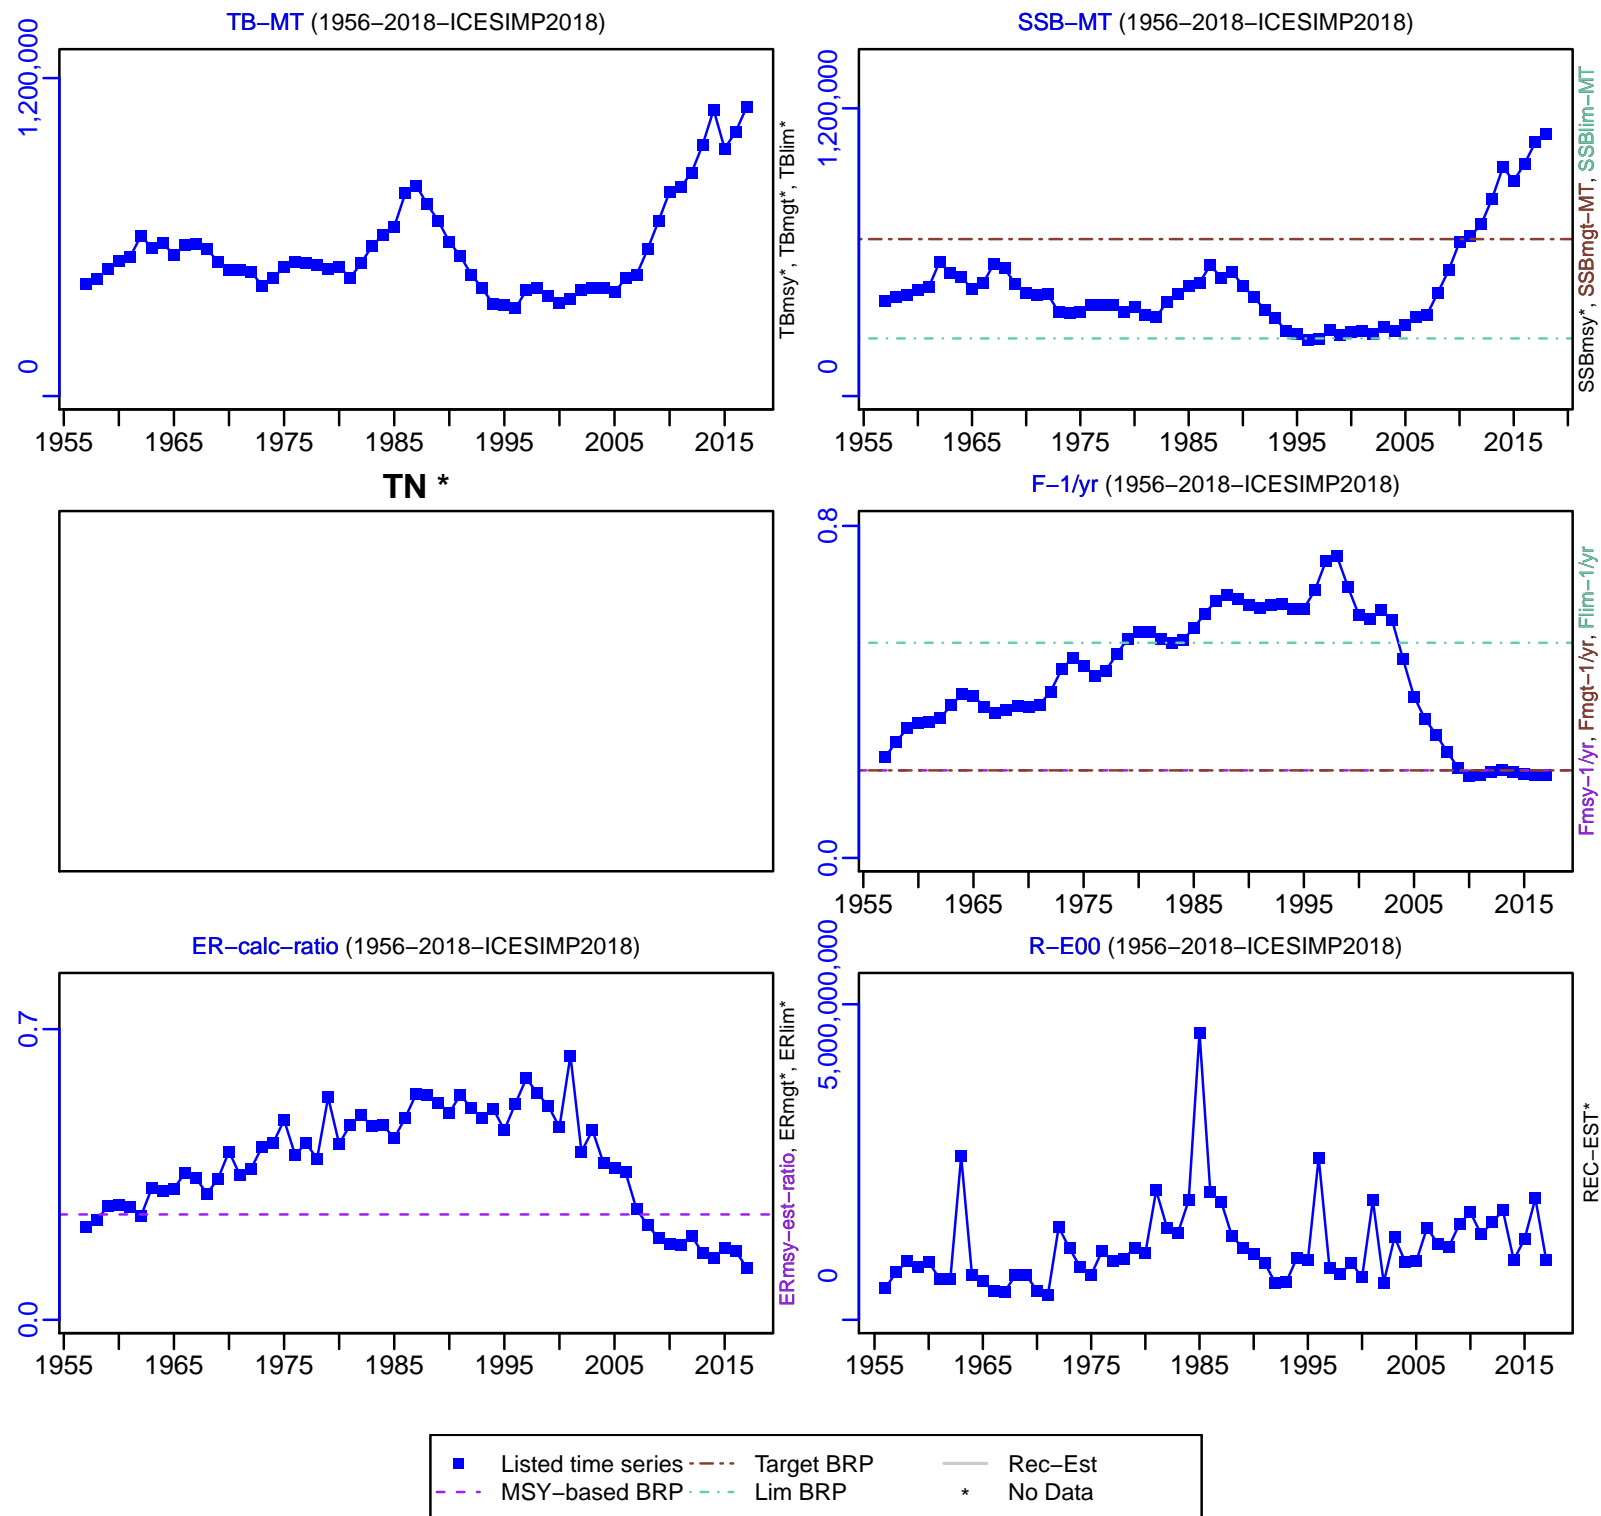 TB−MT (1956−2018−ICESIMP2018)
1,200,000
0
TBmsy*, TBmgt*, TBlim*
1955 1965 1975 1985 1995 2005 2015
SSB−MT (1956−2018−ICESIMP2018)
1,200,000
0
SSBmsy*, SSBmgt−MT, SSBlim−MT
1955 1965 1975 1985 1995 2005 2015
TN *
F−1/yr (1956−2018−ICESIMP2018)
0.8
0.0
Fmsy−1/yr, Fmgt−1/yr, Flim−1/yr
1955 1965 1975 1985 1995 2005 2015
ER−calc−ratio (1956−2018−ICESIMP2018)
0.7
0.0
ERmsy−est−ratio, ERmgt*, ERlim*
1955 1965 1975 1985 1995 2005 2015
R−E00 (1956−2018−ICESIMP2018)
5,000,000,000
0
REC−EST*
1955 1965 1975 1985 1995 2005 2015
Listed time series Target BRP Rec−Est
MSY−based BRP Lim BRP * No Data